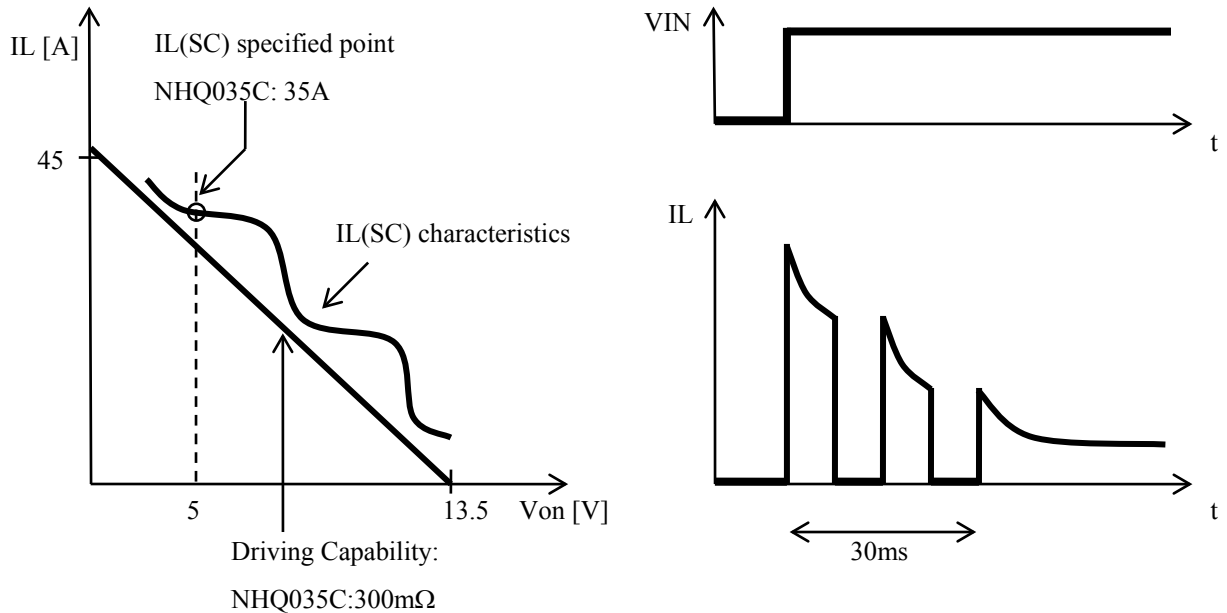 IL [A]
IL(SC) specified point
NHQ035C: 35A
45
IL(SC) characteristics
5
13.5
Von [V]
Driving Capability:
NHQ035C:300mΩ
VIN
t
IL
t
30ms